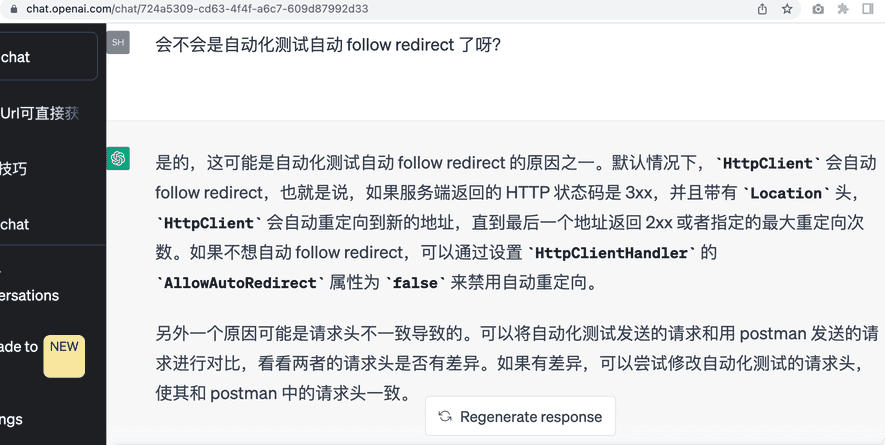 chat.openai.com/chat/724a5309-cd63-4f4f-a6c7-609d87992d33
chat
Url可直接获
技巧
chat
ersations
ade to
NEW
ngs
SH
会不会是自动化测试自动 follow redirect 了呀?
是的，这可能是自动化测试自动 follow redirect 的原因之一。默认情况下，`HttpClient` 会自动
follow redirect，也就是说，如果服务端返回的 HTTP 状态码是 3xx，并且带有 `Location` 头，
`HttpClient` 会自动重定向到新的地址，直到最后一个地址返回 2xx 或者指定的最大重定向次
数。如果不想自动 follow redirect，可以通过设置 `HttpClientHandler` 的
`AllowAutoRedirect` 属性为 `false` 来禁用自动重定向。
另外一个原因可能是请求头不一致导致的。可以将自动化测试发送的请求和用 postman 发送的请
求进行对比，看看两者的请求头是否有差异。如果有差异，可以尝试修改自动化测试的请求头，
使其和 postman 中的请求头一致。
Regenerate response